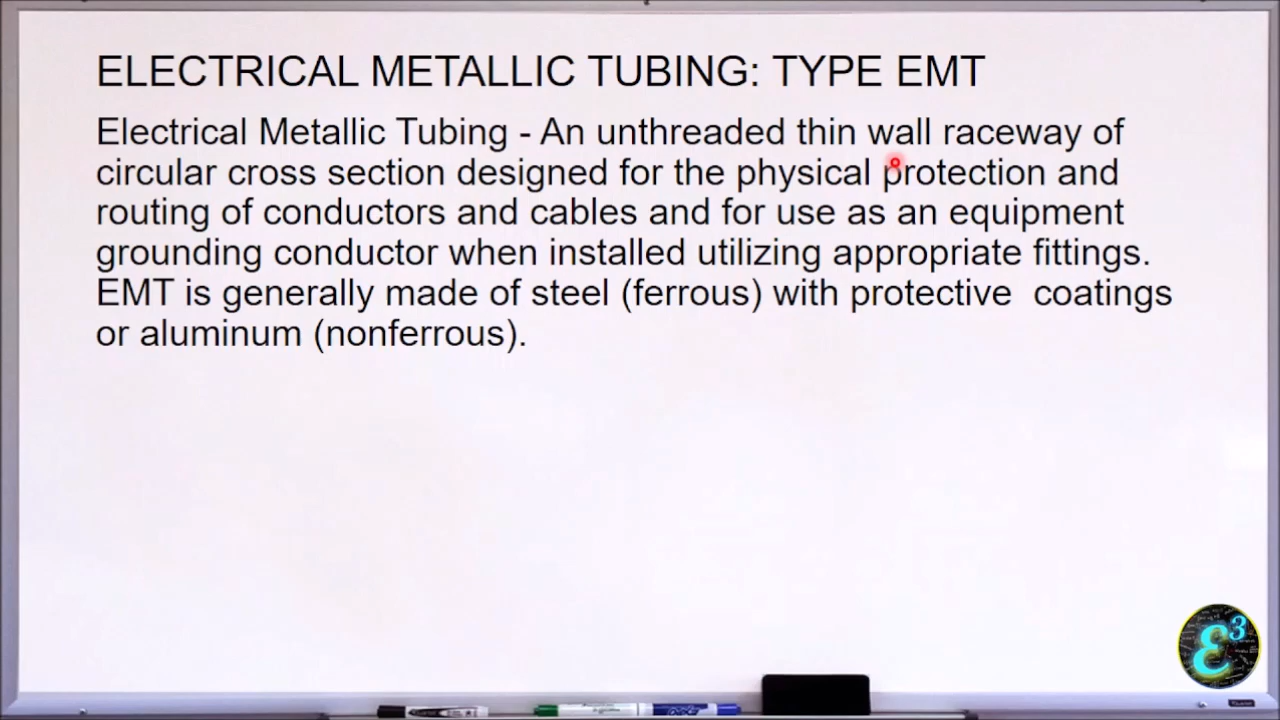 ELECTRICAL METALLIC TUBING: TYPE EMT
Electrical Metallic Tubing - An unthreaded thin wall raceway of
circular cross section designed for the physical protection and
routing of conductors and cables and for use as an equipment
grounding conductor when installed utilizing appropriate fittings.
EMT is generally made of steel (ferrous) with protective  coatings
or aluminum (nonferrous).
ε3